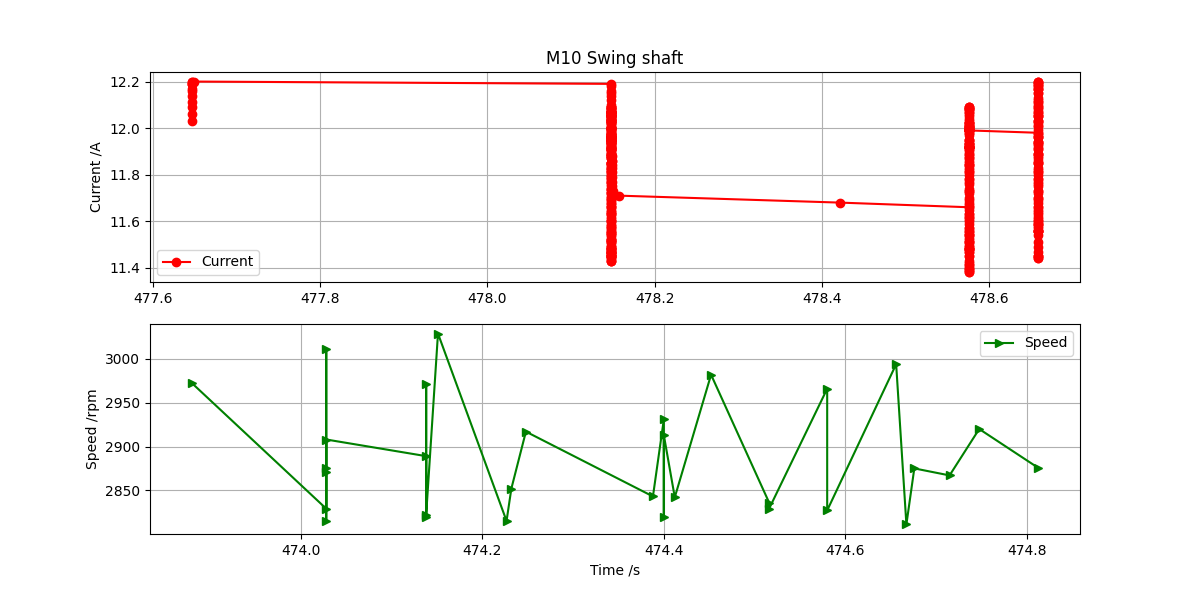 M10 Swing shaft
Current /A
12.2
12.0
11.8
11.6
11.4
Current
477.6 477.8 478.0 478.2 478.4 478.6
Speed /rpm
3000
2950
2900
2850
Speed
474.0 474.2 474.4 474.6 474.8
Time /s